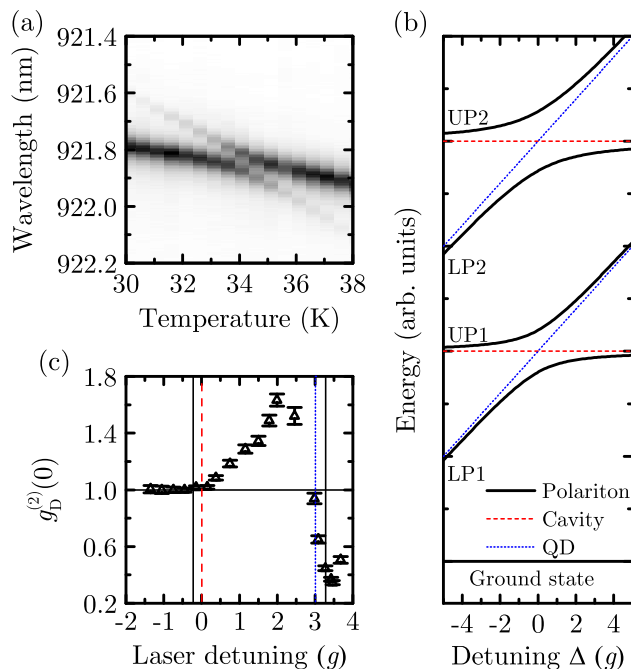 (a)
921.4
921.6
921.8
922.0
922.2
Wavelength (nm)
30 32 34 36 38
Temperature (K)
(b)
UP2
LP2
UP1
LP1
Polariton
Cavity
QD
Ground state
Energy (arb. units)
-4 -2 0 2 4
Detuning Δ (g)
(c)
1.8
1.4
1.0
0.6
0.2
g_D^(2)(0)
-2 -1 0 1 2 3 4
Laser detuning (g)